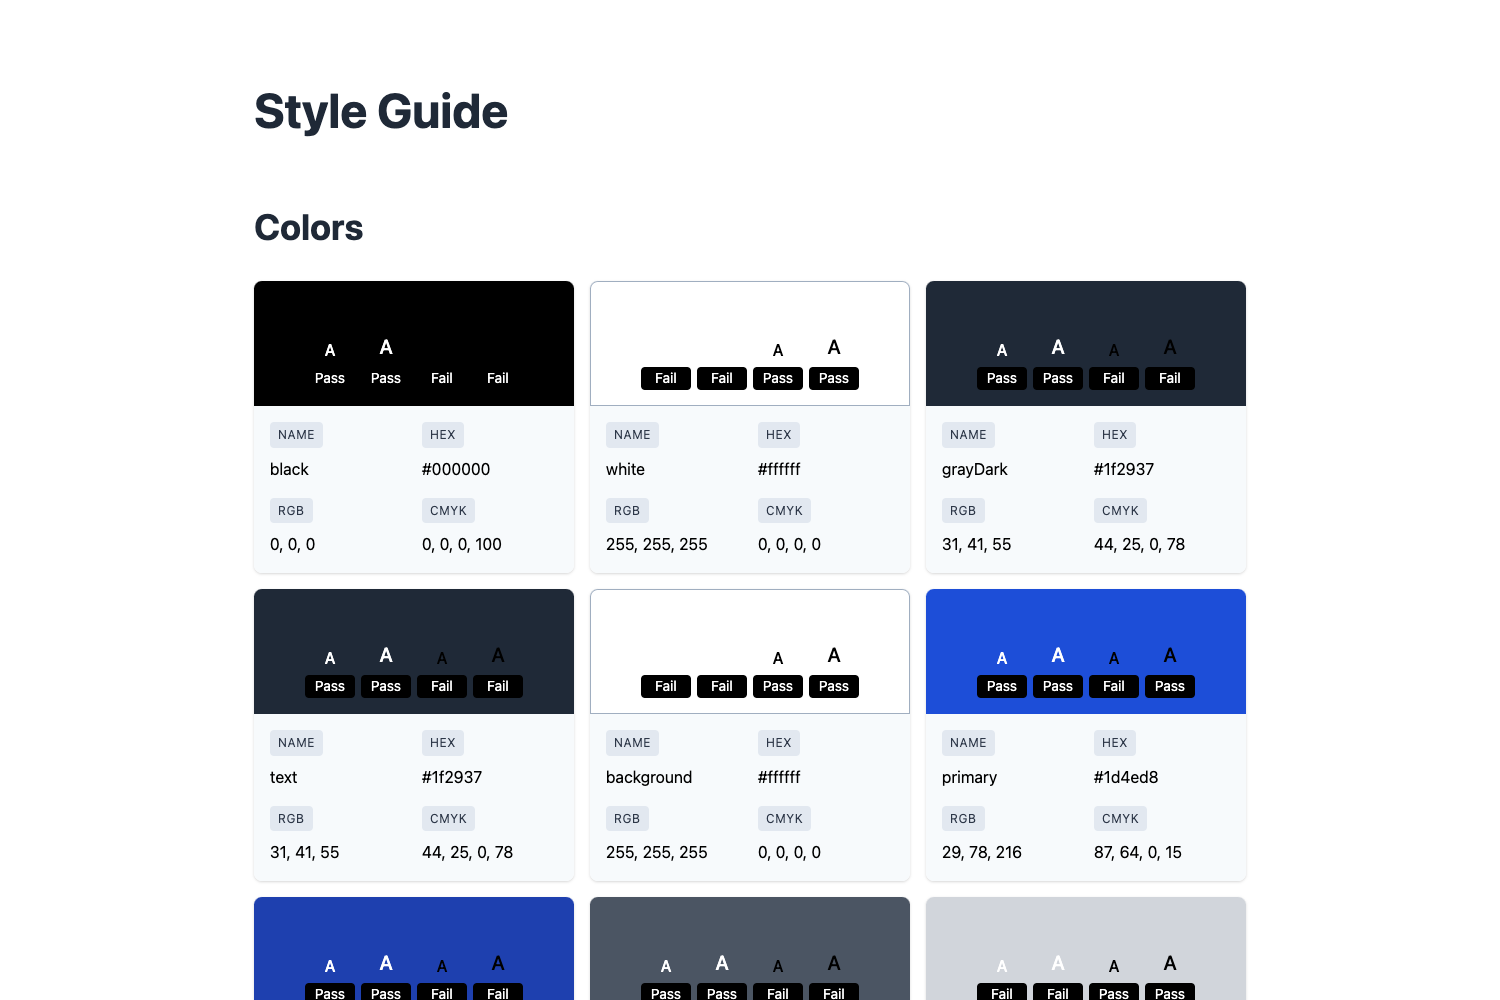 Style Guide
Colors
A A
Pass Pass Fail Fail
NAME HEX
black #000000
RGB CMYK
0, 0, 0 0, 0, 0, 100
A A
Fail Fail Pass Pass
NAME HEX
white #ffffff
RGB CMYK
255, 255, 255 0, 0, 0, 0
A A A A
Pass Pass Fail Fail
NAME HEX
grayDark #1f2937
RGB CMYK
31, 41, 55 44, 25, 0, 78
A A A A
Pass Pass Fail Fail
NAME HEX
text #1f2937
RGB CMYK
31, 41, 55 44, 25, 0, 78
A A
Fail Fail Pass Pass
NAME HEX
background #ffffff
RGB CMYK
255, 255, 255 0, 0, 0, 0
A A A A
Pass Pass Fail Pass
NAME HEX
primary #1d4ed8
RGB CMYK
29, 78, 216 87, 64, 0, 15
A A A A
Pass Pass Fail Fail
A A A A
Pass Pass Fail Fail
A A A A
Fail Fail Pass Pass